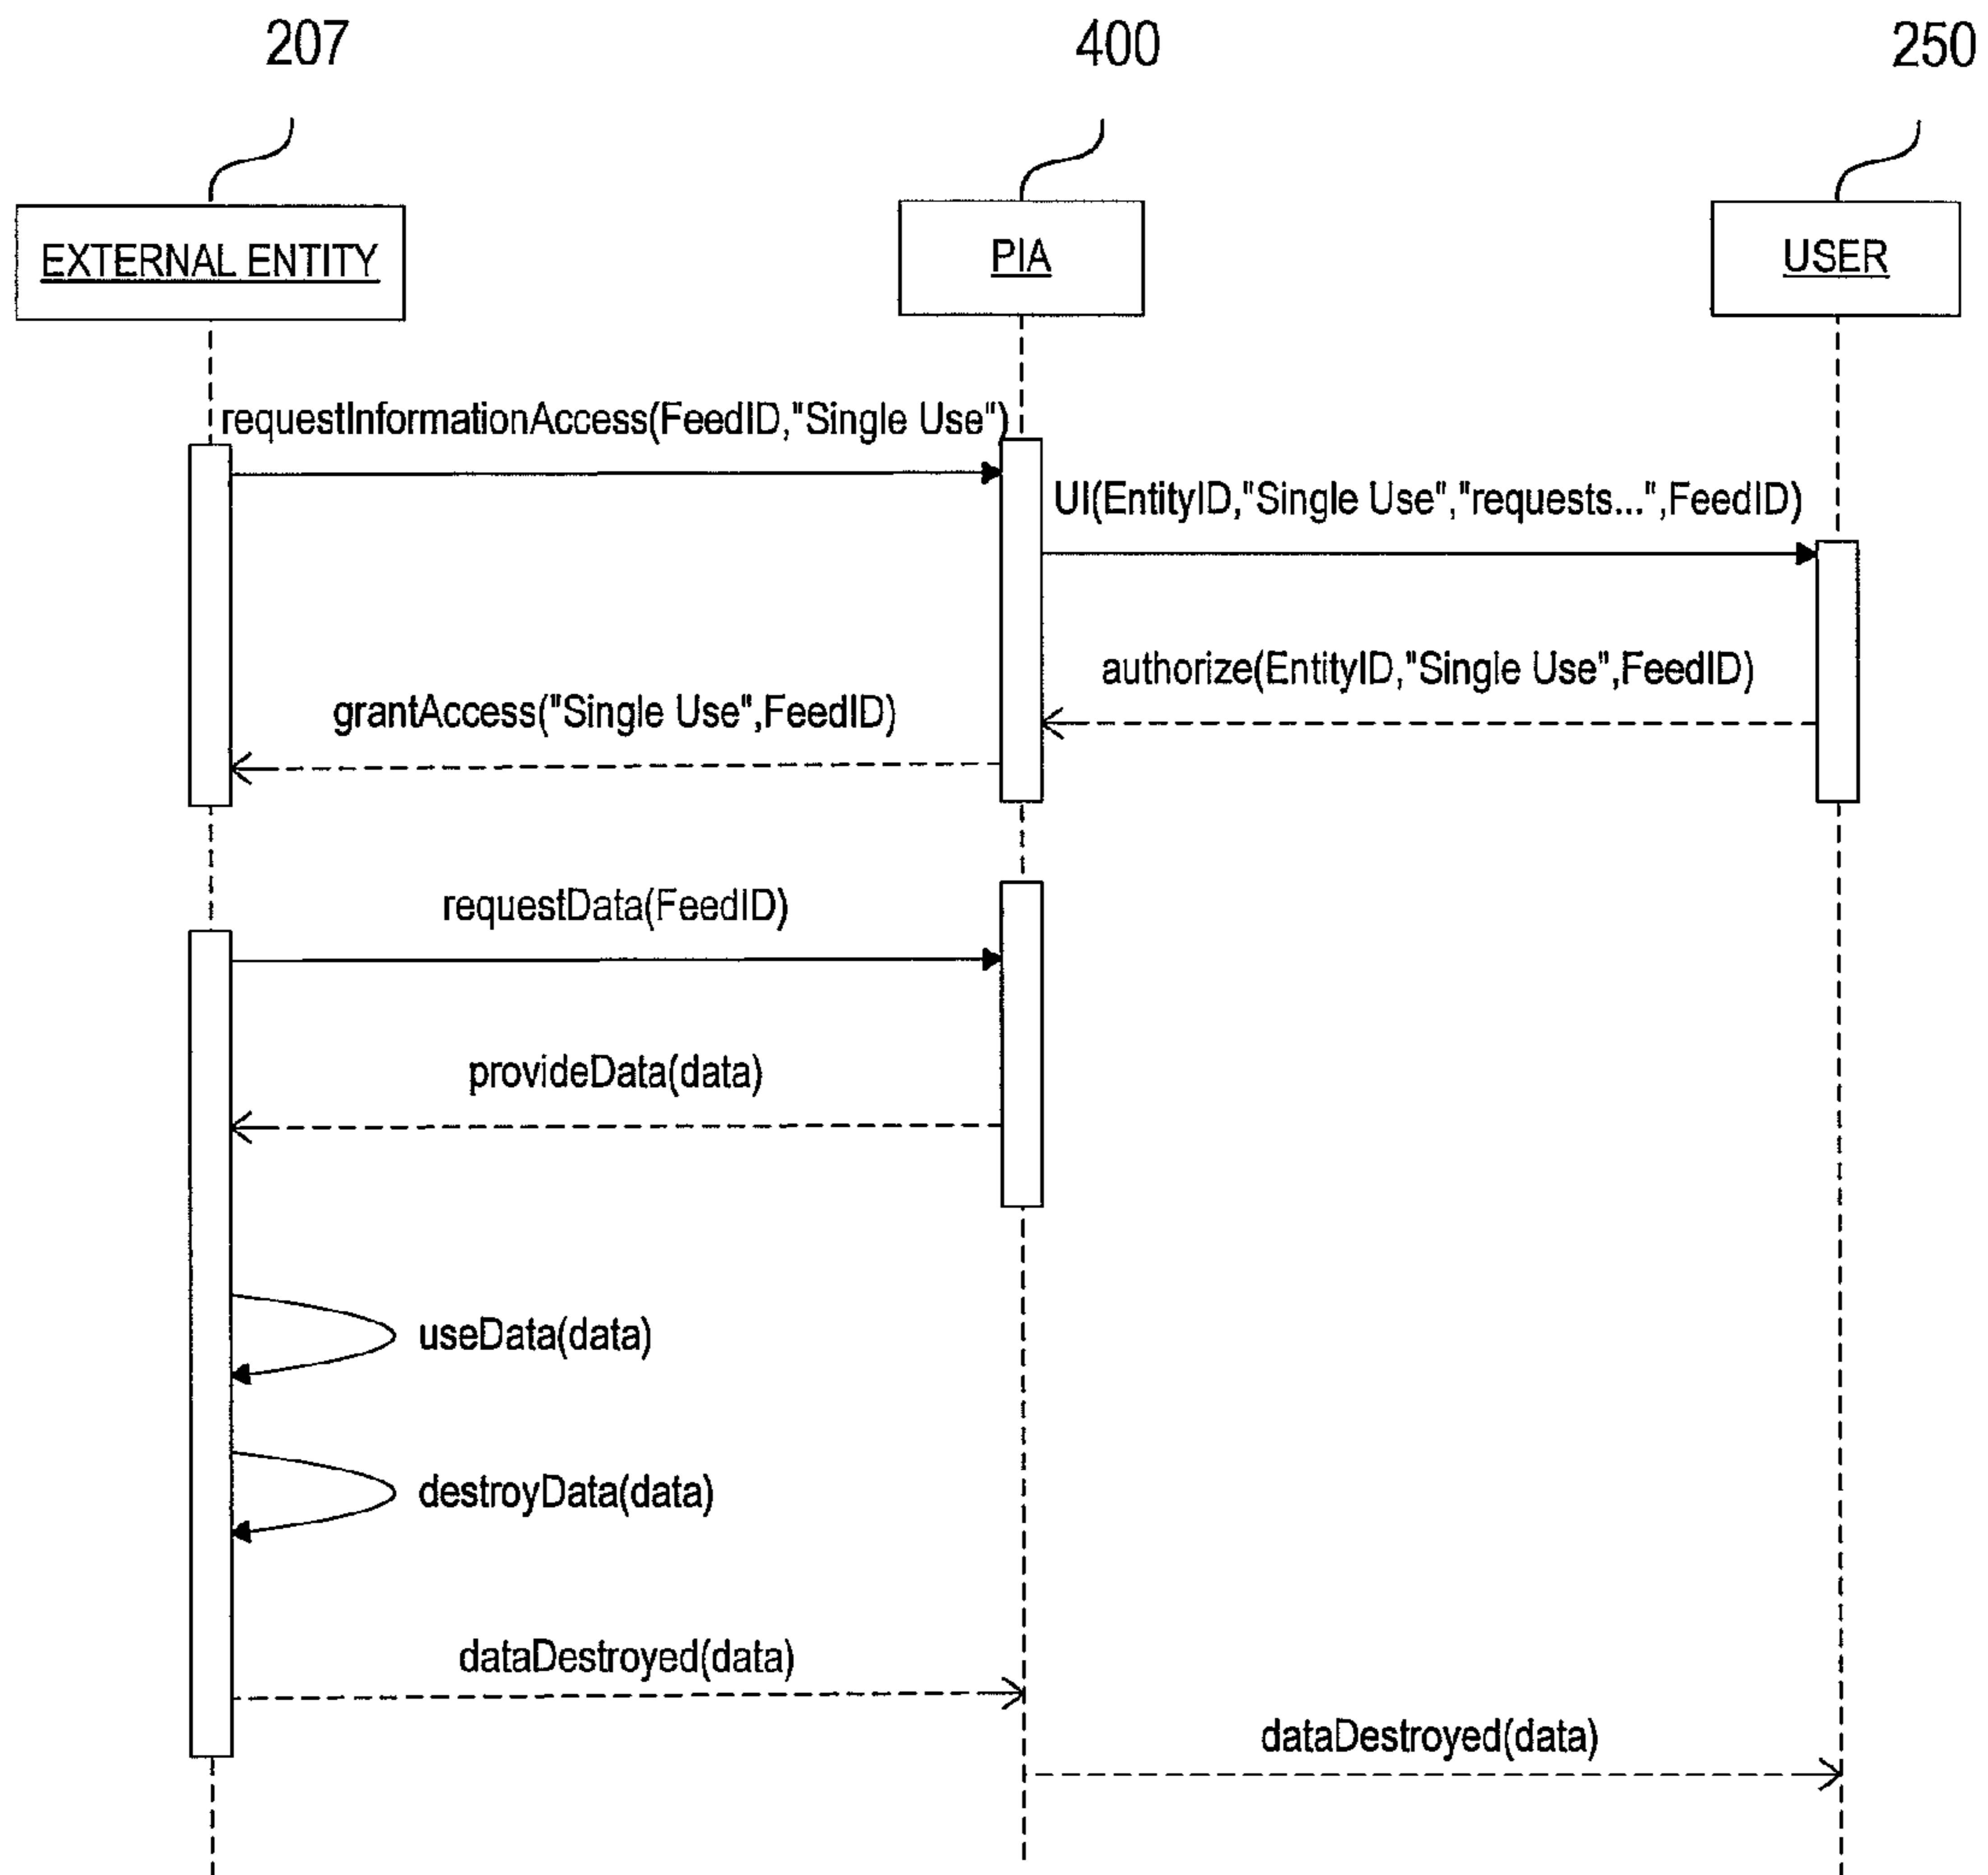 207
400
250
EXTERNAL ENTITY
PIA
USER
requestInformationAccess(FeedID,"Single Use")
UI(EntityID,"Single Use","requests...",FeedID)
authorize(EntityID,"Single Use",FeedID)
grantAccess("Single Use",FeedID)
requestData(FeedID)
provideData(data)
useData(data)
destroyData(data)
dataDestroyed(data)
dataDestroyed(data)